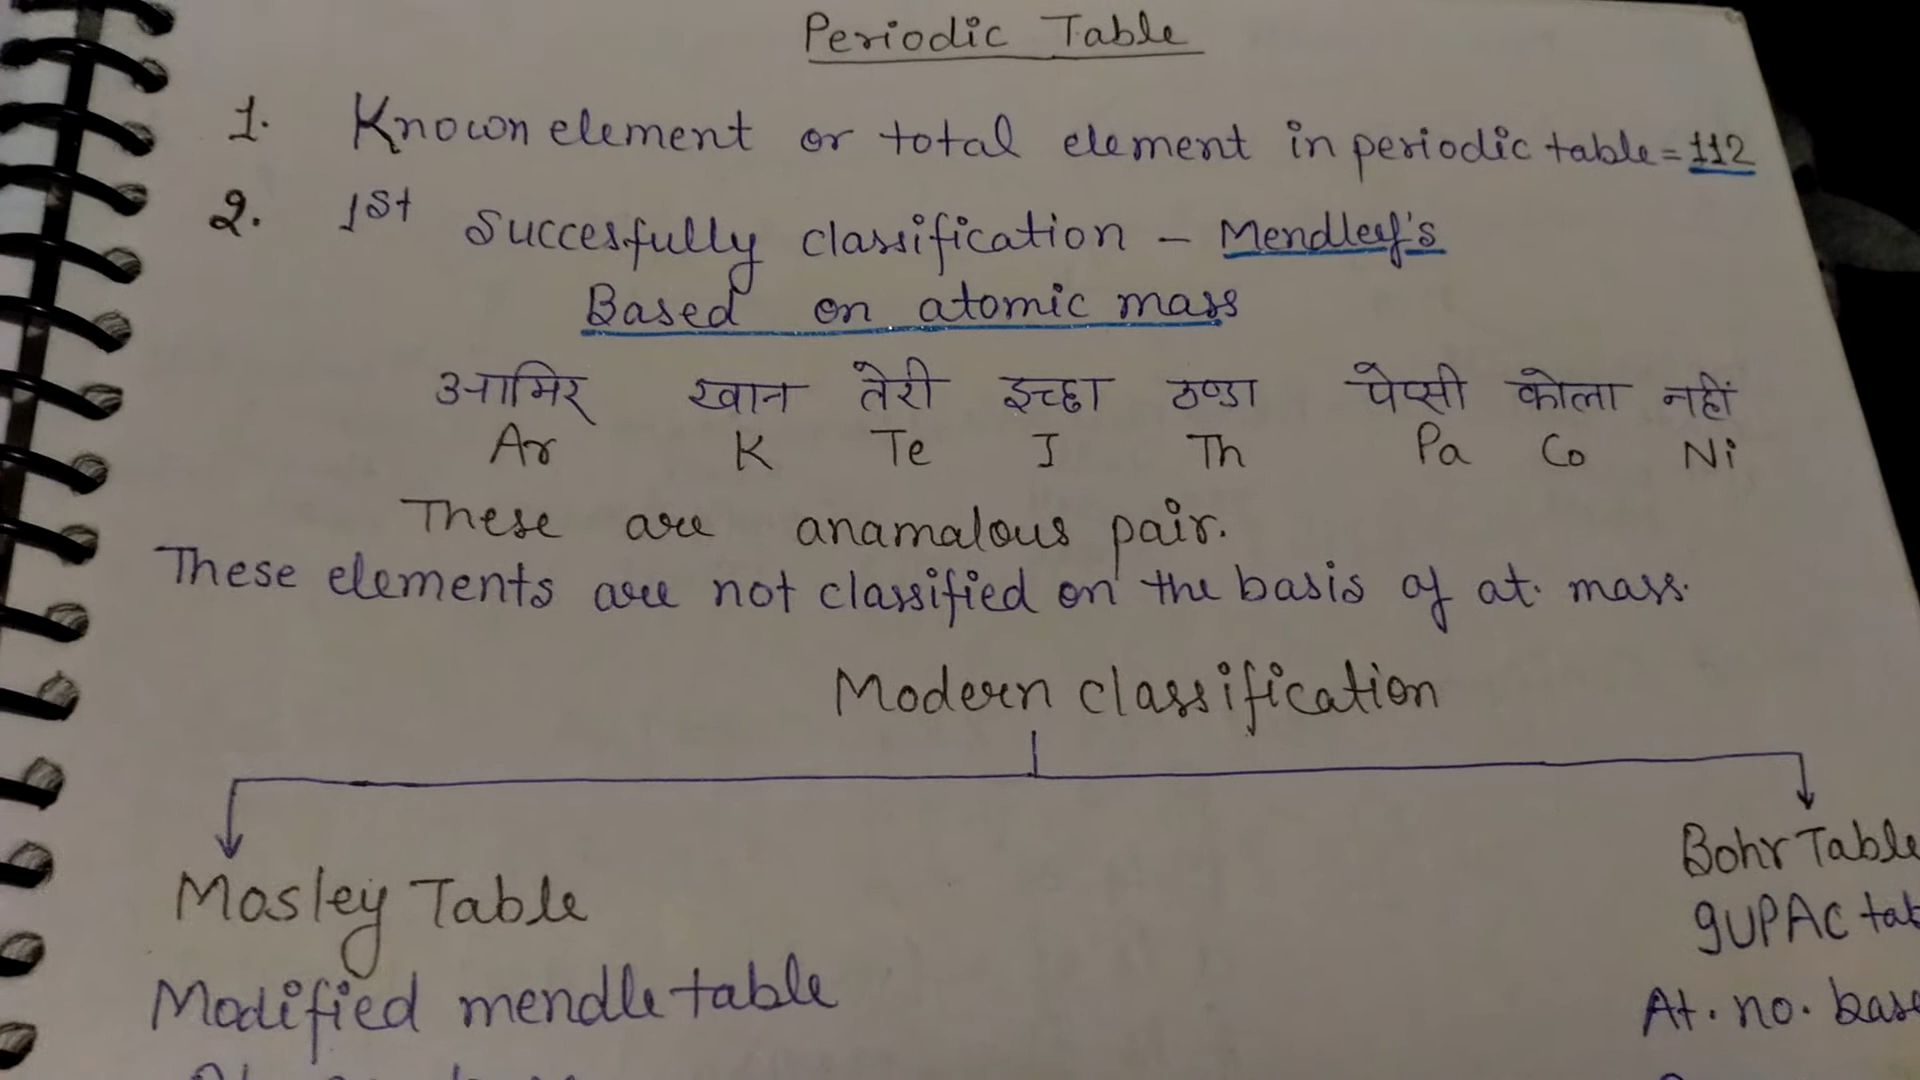 Periodic Table
1. Known element or total element in periodic table = 112
2. 1st Succesfully classification - Mendleef's
Based on atomic mass
आमिर खान तेरी इच्छा ठण्डा पेप्सी कोला नहीं
Ar K Te I Th Pa Co Ni
These are anamalous pair.
These elements are not classified on the basis of at. mass.
Modern classification
Mosley Table
Modified mendle table
Bohr Table
IUPAC tab
At. no. base